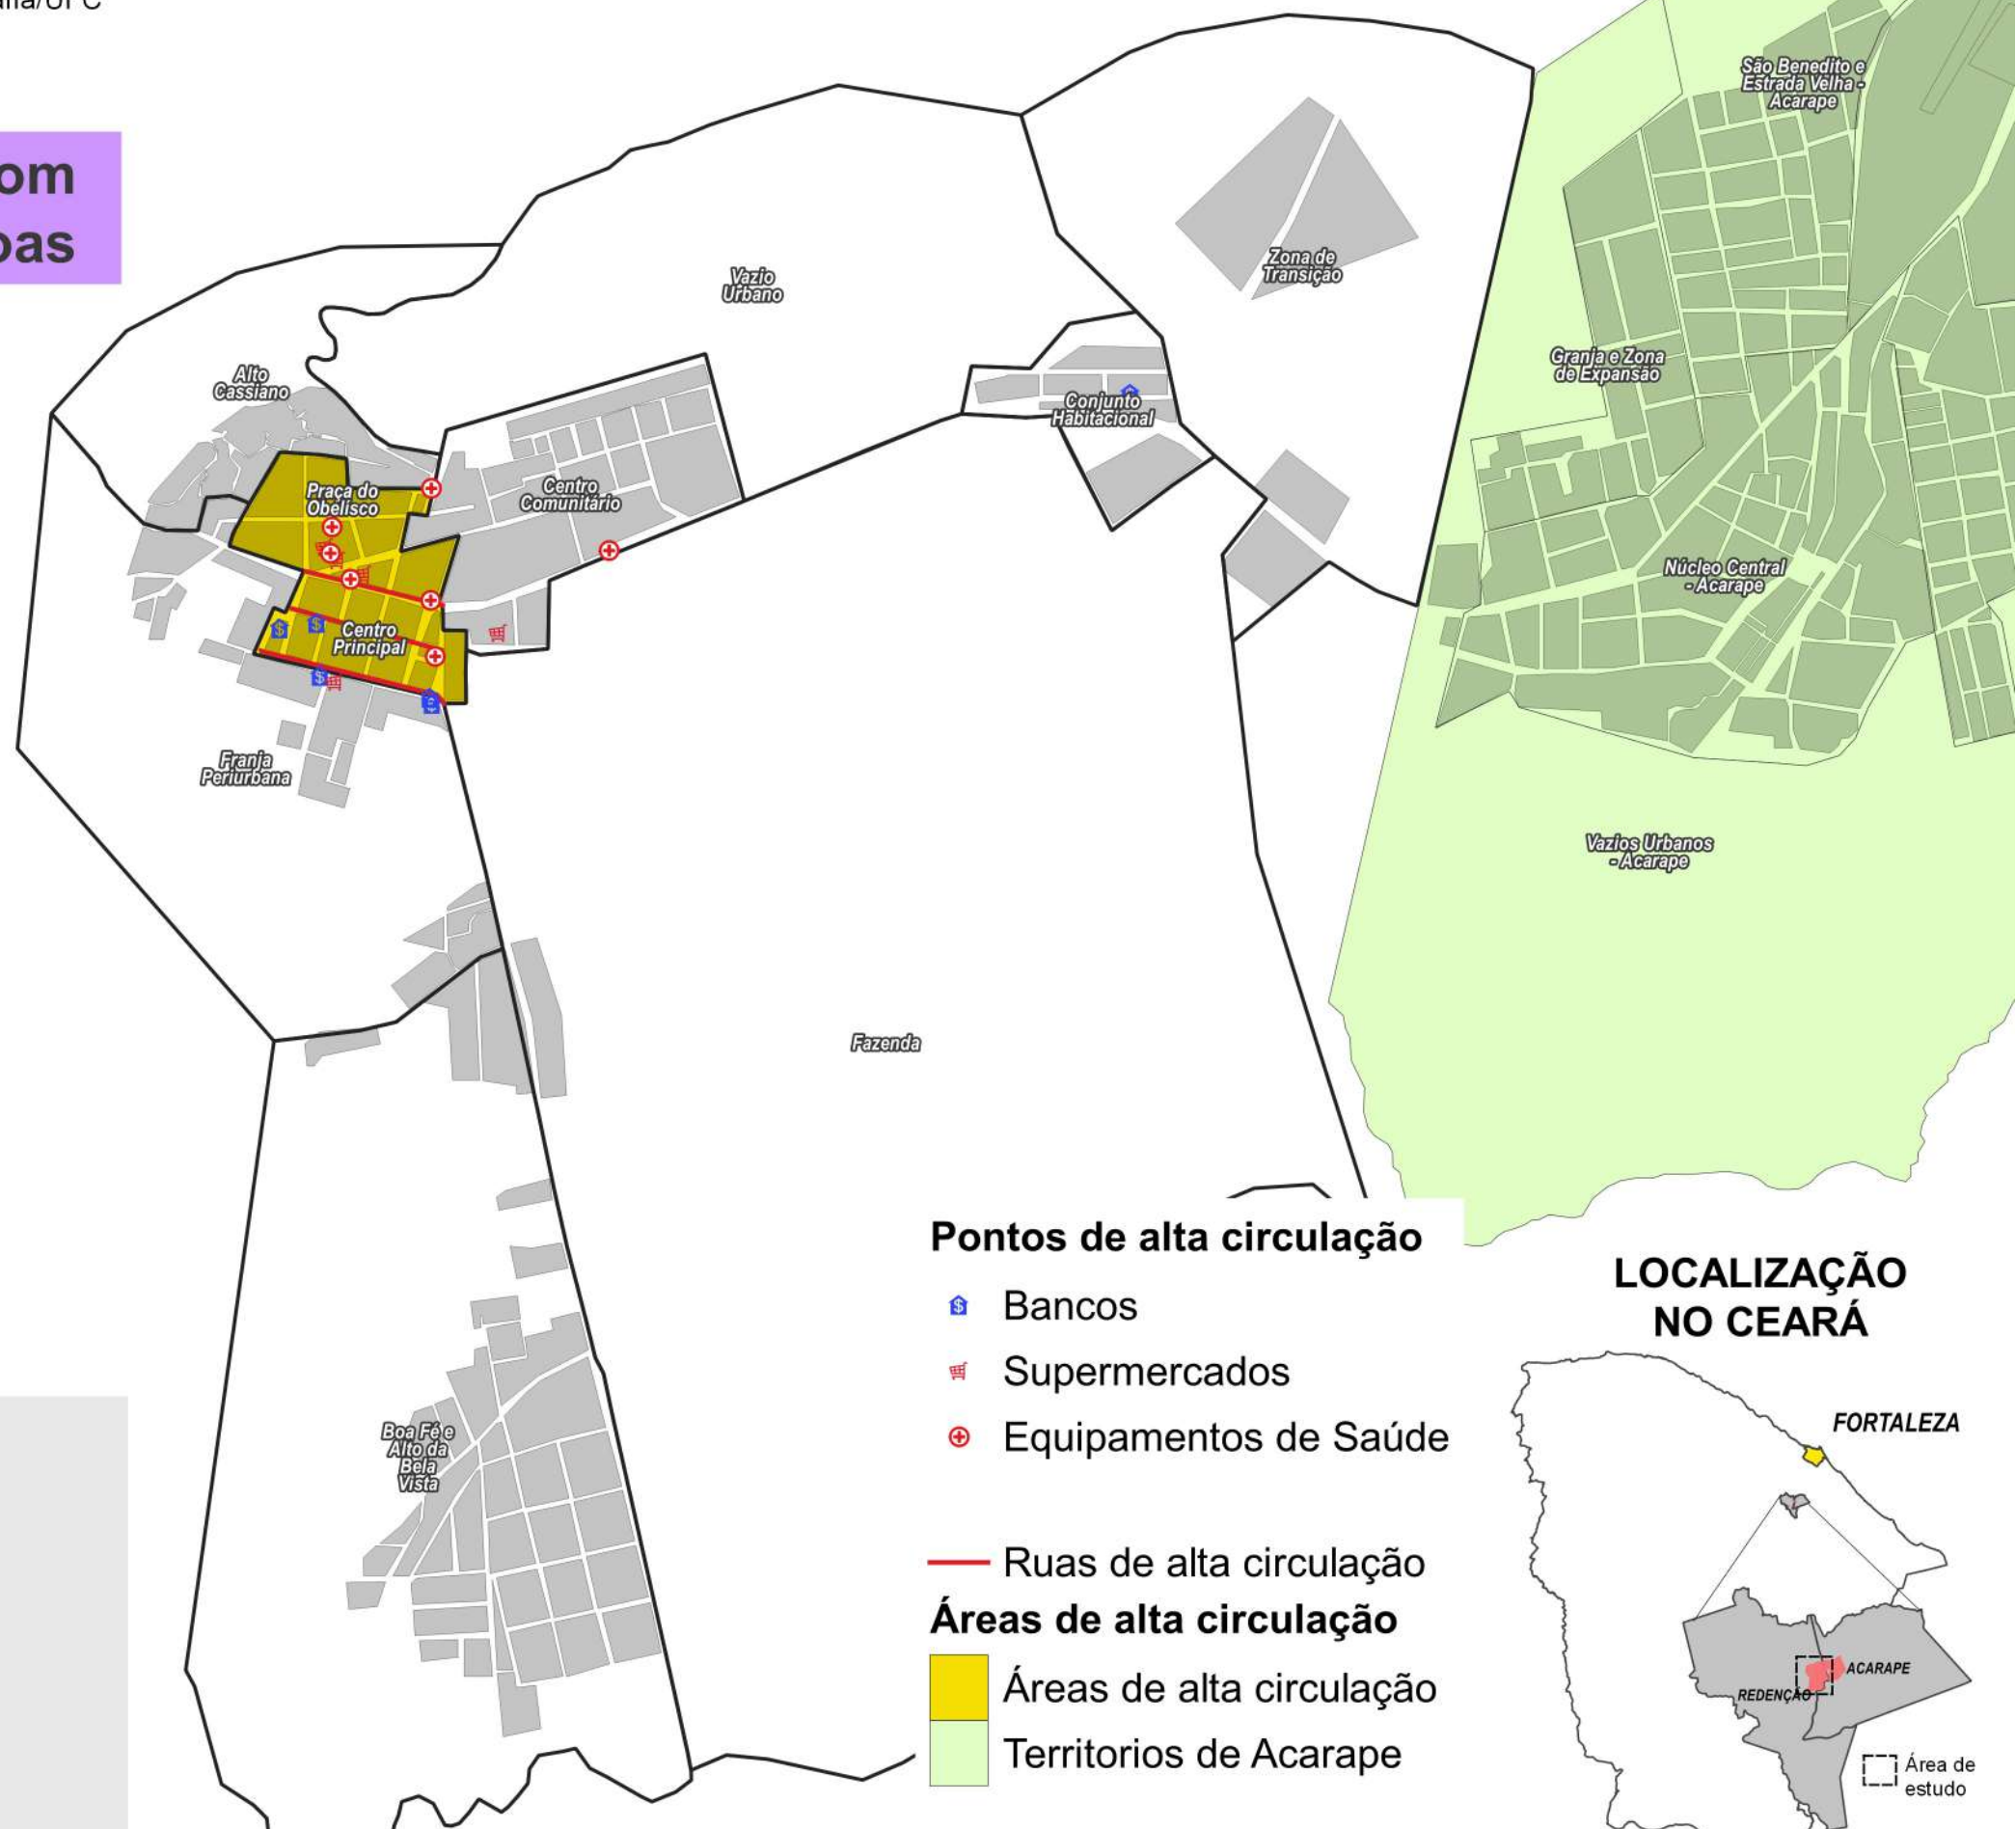 om
oas
São Benedito e
Estrada Velha -
Acarape
Zona de
Transição
Vazio
Urbano
Alto
Cassiano
Granja e Zona
de Expansão
Conjunto
Habitacional
Praça do
Obelisco
Centro
Comunitário
Núcleo Central
- Acarape
Centro
Principal
Franja
Periurbana
Vazios Urbanos
- Acarape
Fazenda
Boa Fé e
Alto da
Bela
Vista
Pontos de alta circulação
Bancos
Supermercados
Equipamentos de Saúde
Ruas de alta circulação
Áreas de alta circulação
Áreas de alta circulação
Territorios de Acarape
LOCALIZAÇÃO
NO CEARÁ
FORTALEZA
ACARAPE
REDENÇÃO
Área de
estudo